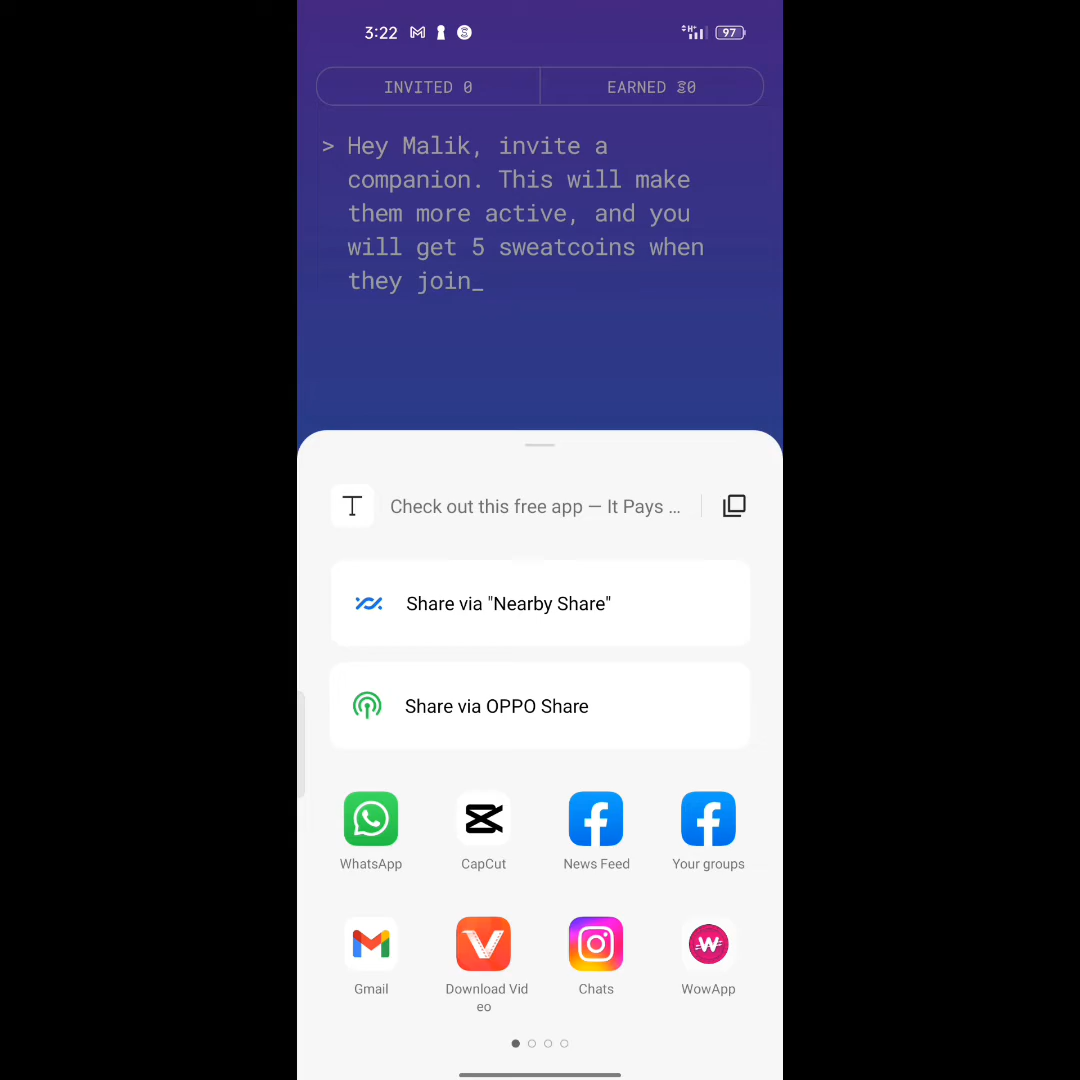 3:22
H+
97
INVITED 0
EARNED 0
> Hey Malik, invite a
companion. This will make
them more active, and you
will get 5 sweatcoins when
they join_
T
Check out this free app — It Pays ...
Share via "Nearby Share"
Share via OPPO Share
WhatsApp
CapCut
News Feed
Your groups
Gmail
Download Vid
eo
Chats
WowApp